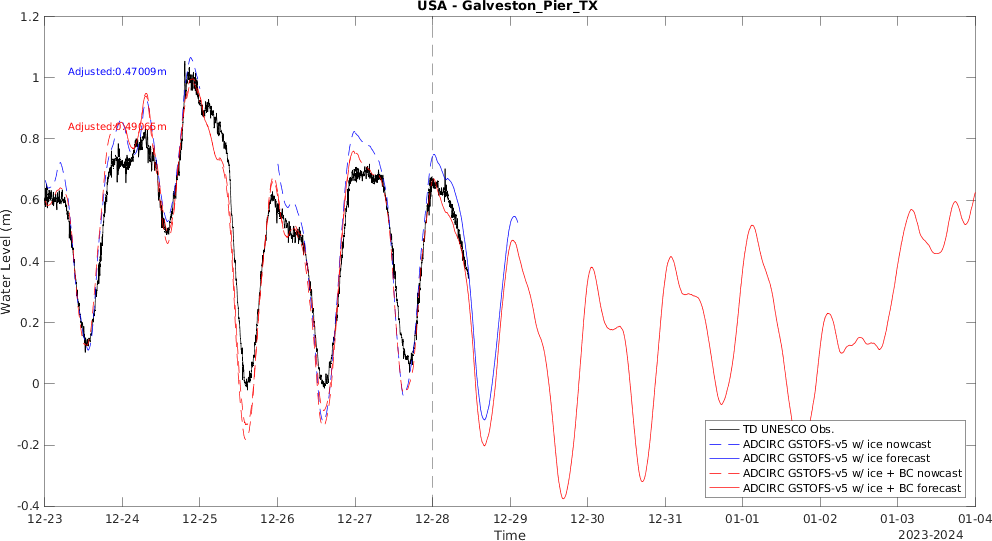 USA - Galveston_Pier_TX
1.2
1
0.8
0.6
0.4
0.2
0
-0.2
-0.4
Water Level (m)
Adjusted:0.47009m
Adjusted:0.49065m
TD UNESCO Obs.
ADCIRC GSTOFS-v5 w/ ice nowcast
ADCIRC GSTOFS-v5 w/ ice forecast
ADCIRC GSTOFS-v5 w/ ice + BC nowcast
ADCIRC GSTOFS-v5 w/ ice + BC forecast
12-23 12-24 12-25 12-26 12-27 12-28 12-29 12-30 12-31 01-01 01-02 01-03 01-04
Time
2023-2024